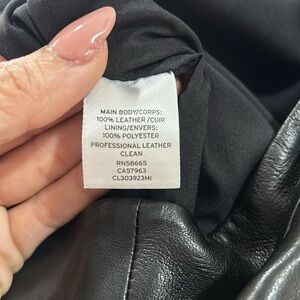 MAIN BODY/CORPS:
100% LEATHER /CUIR
LINING/ENVERS:
100% POLYESTER
PROFESSIONAL LEATHER
CLEAN
RN58665
CA57963
CL303923MI